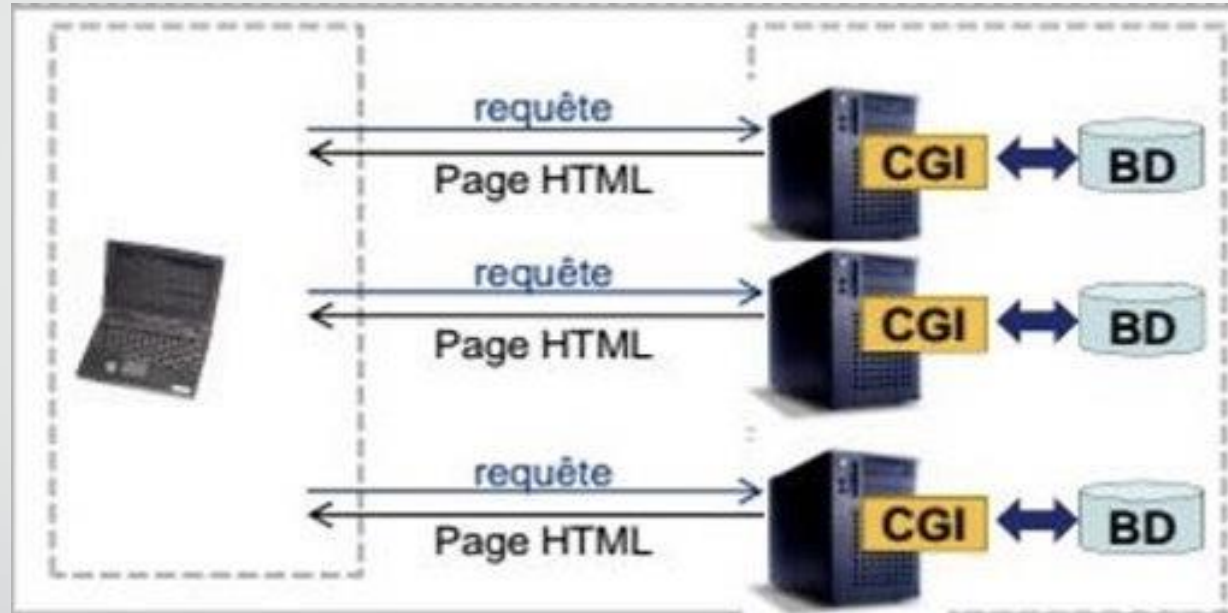 requête
Page HTML
CGI
BD
requête
Page HTML
CGI
BD
requête
Page HTML
CGI
BD